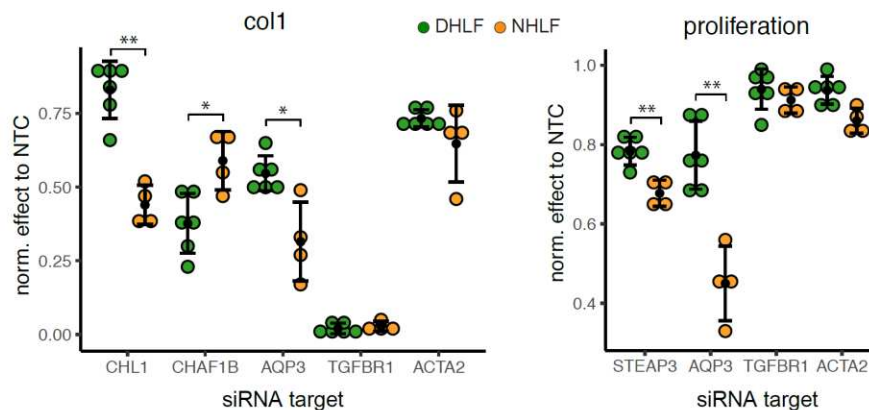 col1
DHLF NHLF
proliferation
norm. effect to NTC
0.75
0.50
0.25
0.00
**
*
*
CHL1 CHAF1B AQP3 TGFBR1 ACTA2
siRNA target
norm. effect to NTC
1.0
0.8
0.6
0.4
**
**
STEAP3 AQP3 TGFBR1 ACTA2
siRNA target